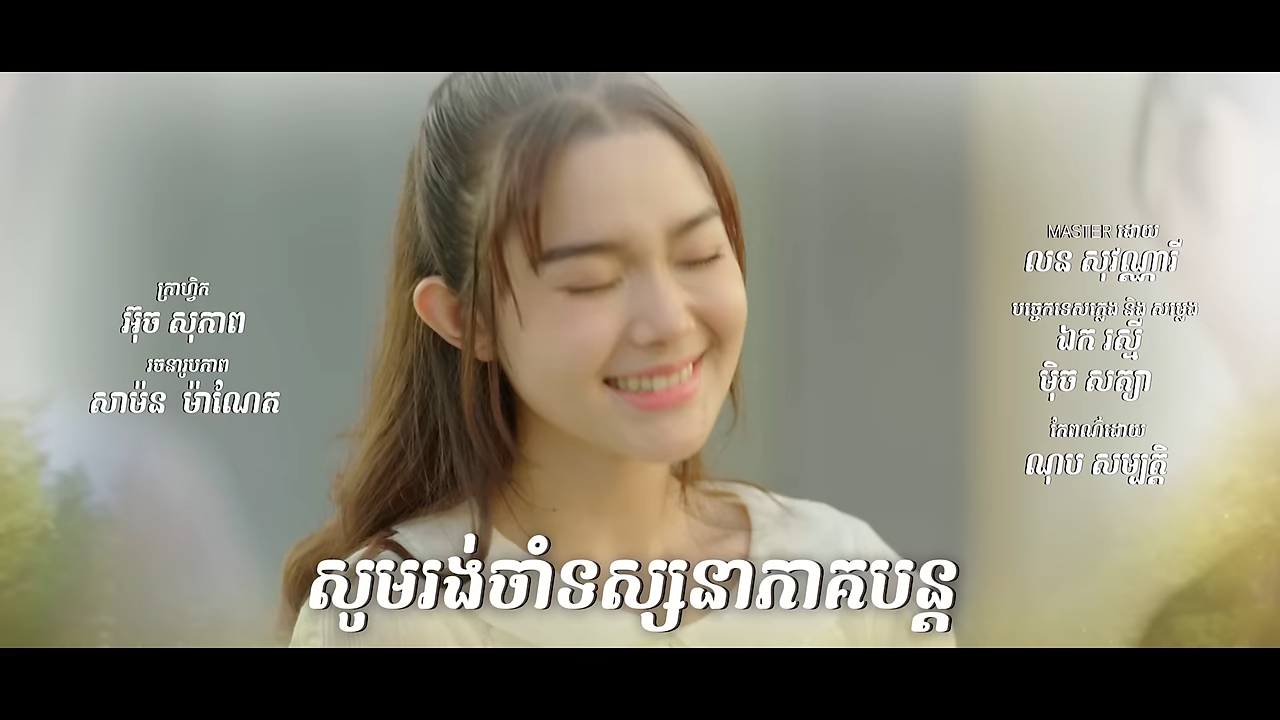 ក្រាហ្វិក
អ៊ុច សុភាព
រចនារូបភាព
សាម៉ន ម៉ាណែត
MASTER ដោយ
លន សុវណ្ណារី
បច្ចេកទេសភ្លេង និង សម្លេង
ឯក រស្មី
ម៉ិច សត្យា
កែពណ៌ដោយ
ណុប សម្បត្តិ
សូមរង់ចាំទស្សនាភាគបន្ត